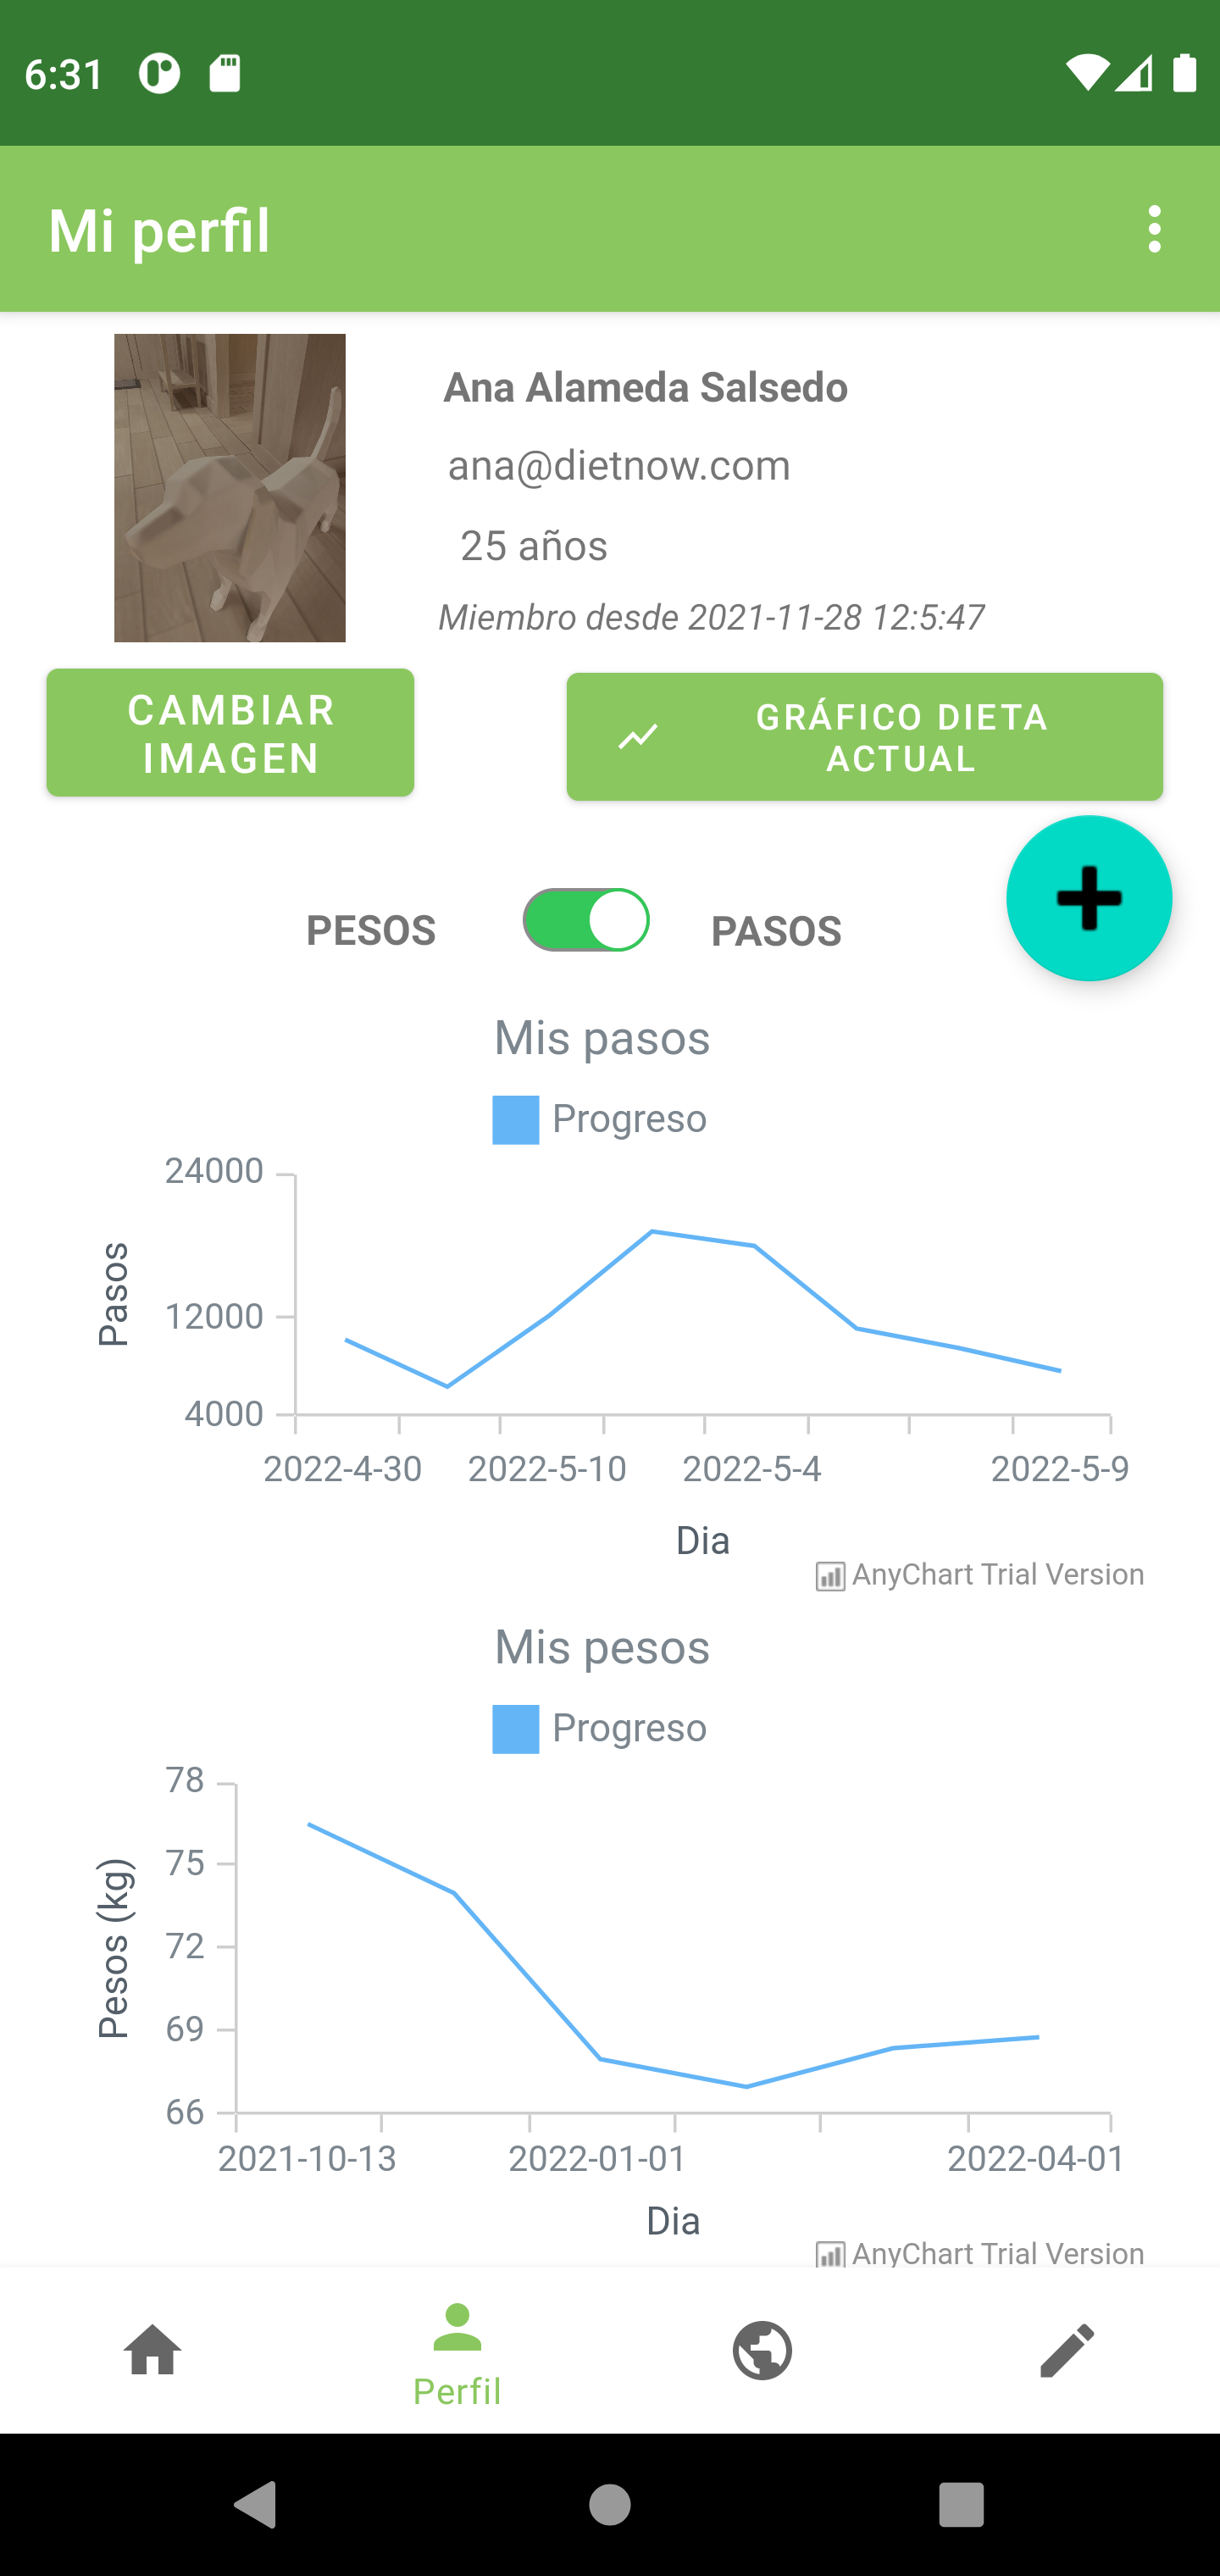 6:31
Mi perfil
Ana Alameda Salsedo
ana@dietnow.com
25 años
Miembro desde 2021-11-28 12:5:47
CAMBIAR
IMAGEN
GRÁFICO DIETA
ACTUAL
PESOS
PASOS
Mis pasos
Progreso
24000
12000
4000
Pasos
2022-4-30
2022-5-10
2022-5-4
2022-5-9
Dia
AnyChart Trial Version
Mis pesos
Progreso
78
75
72
69
66
Pesos (kg)
2021-10-13
2022-01-01
2022-04-01
Dia
AnyChart Trial Version
Perfil